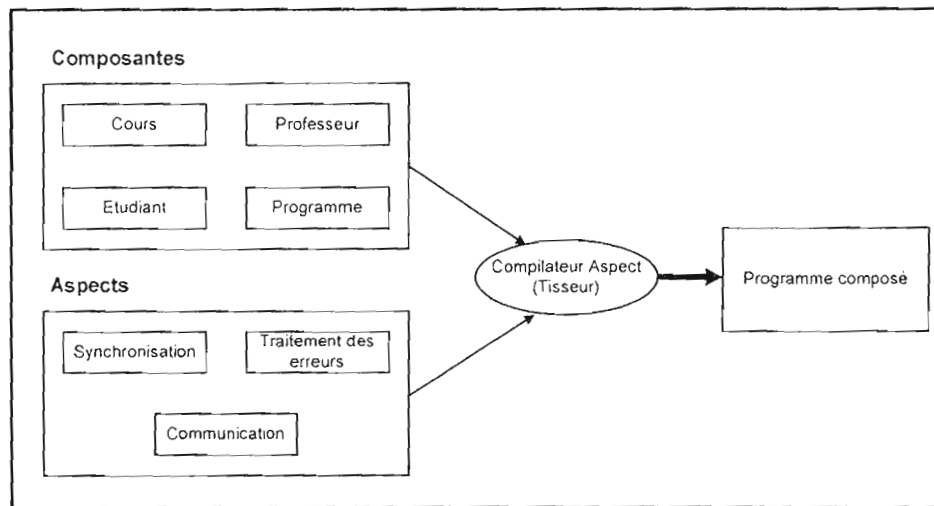 Composantes
Cours
Professeur
Etudiant
Programme
Aspects
Synchronisation
Traitement des
erreurs
Communication
Compilateur Aspect
(Tisseur)
Programme composé